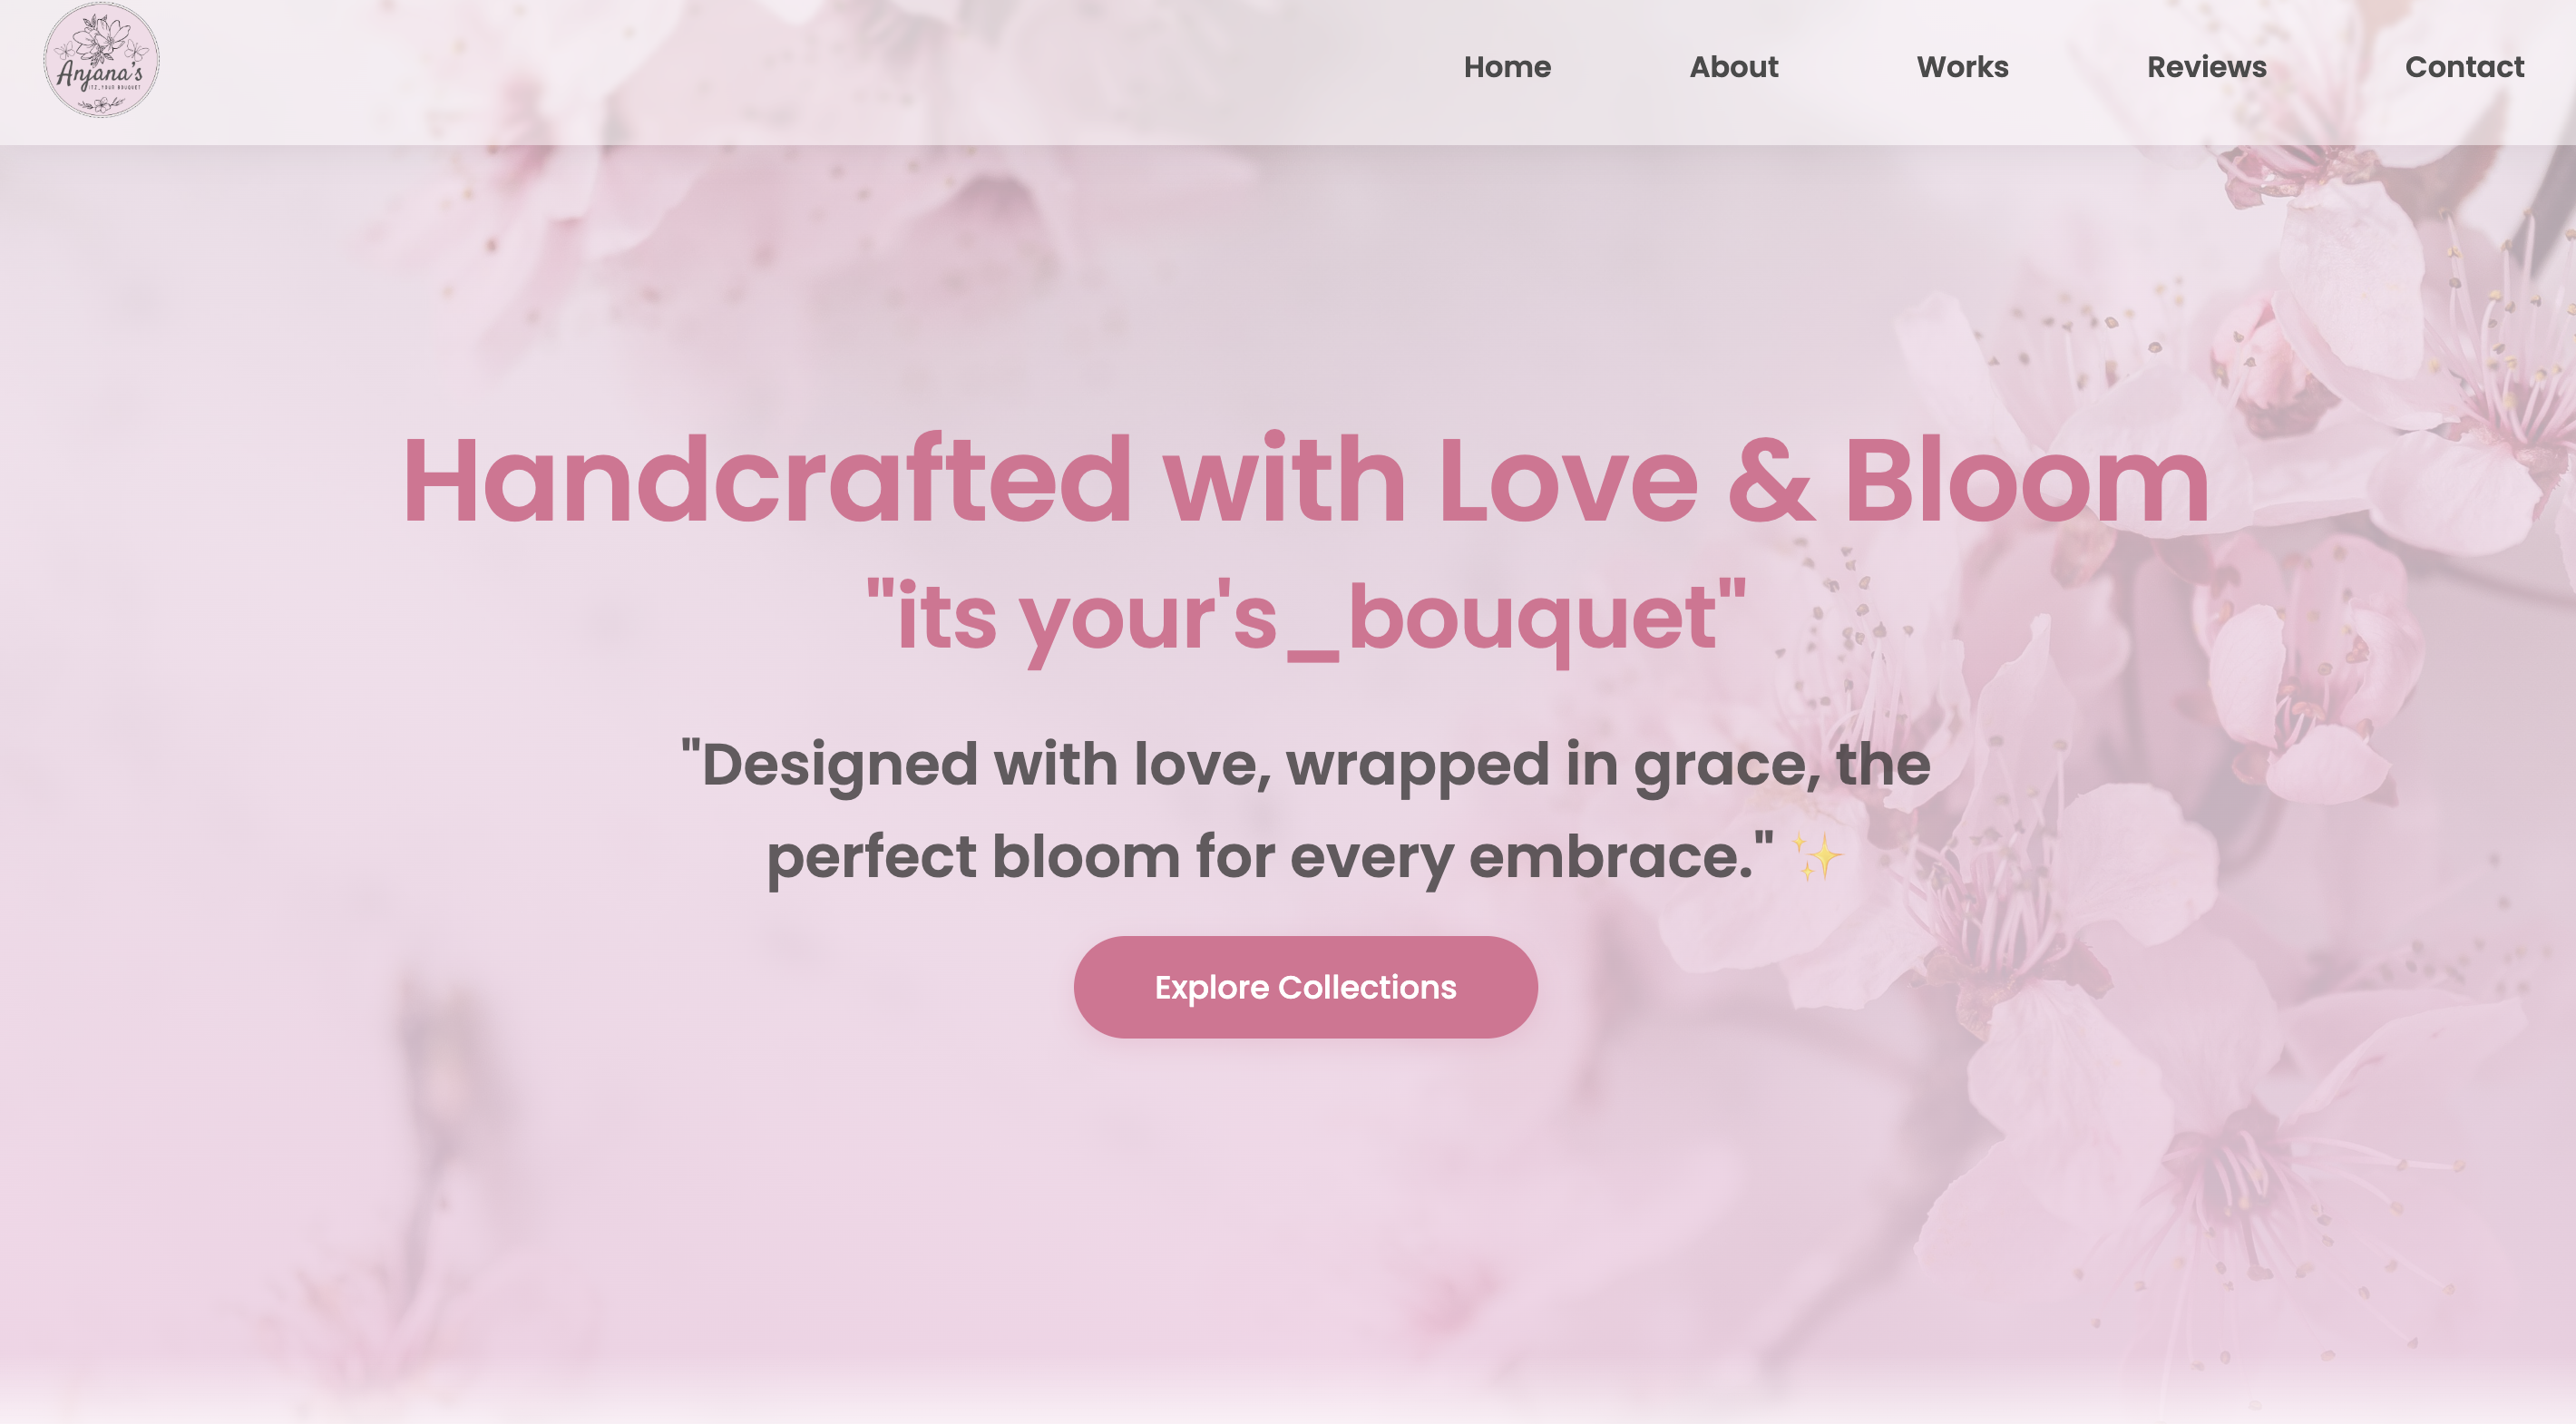 Anjana's
ITZ_YOUR BOUQUET
Home About Works Reviews Contact
Handcrafted with Love & Bloom
"its your's_bouquet"
"Designed with love, wrapped in grace, the
perfect bloom for every embrace." ✨
Explore Collections